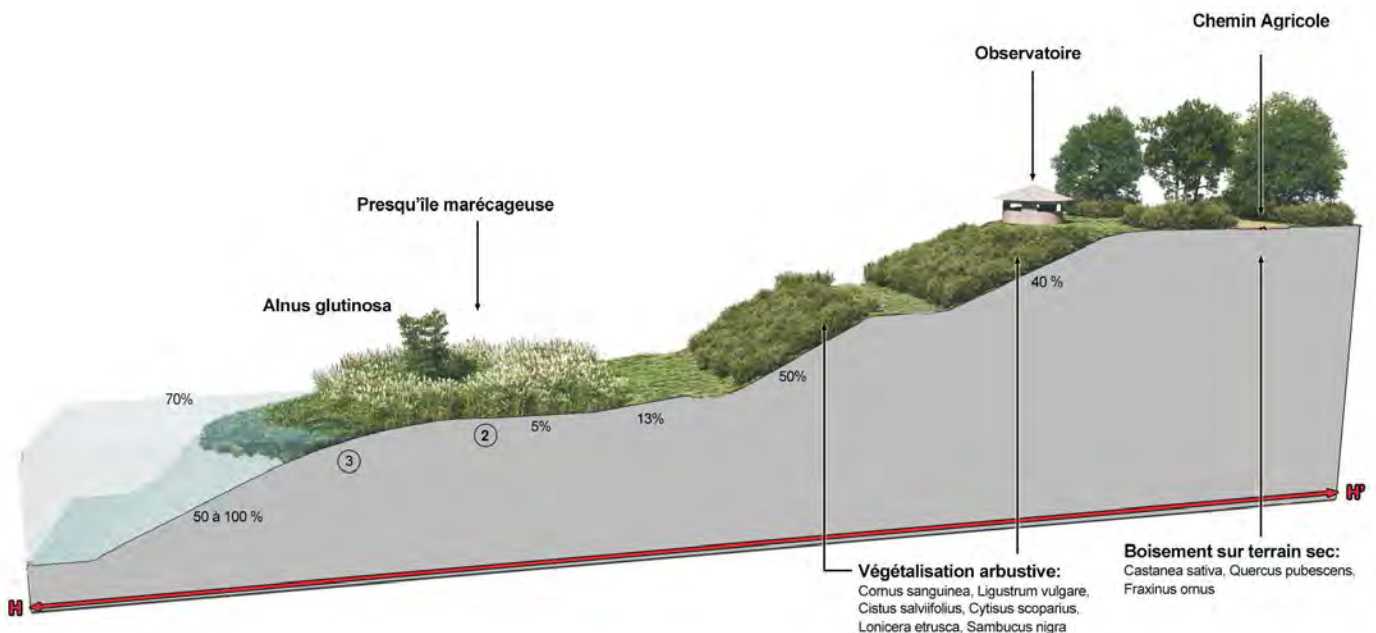 Chemin Agricole
Observatoire
Presqu'île marécageuse
Alnus glutinosa
40 %
50%
70%
13%
5%
2
3
50 à 100 %
H'
H
Végétalisation arbustive:
Cornus sanguinea, Ligustrum vulgare,
Cistus salviifolius, Cytisus scoparius,
Lonicera etrusca, Sambucus nigra
Boisement sur terrain sec:
Castanea sativa, Quercus pubescens,
Fraxinus ornus